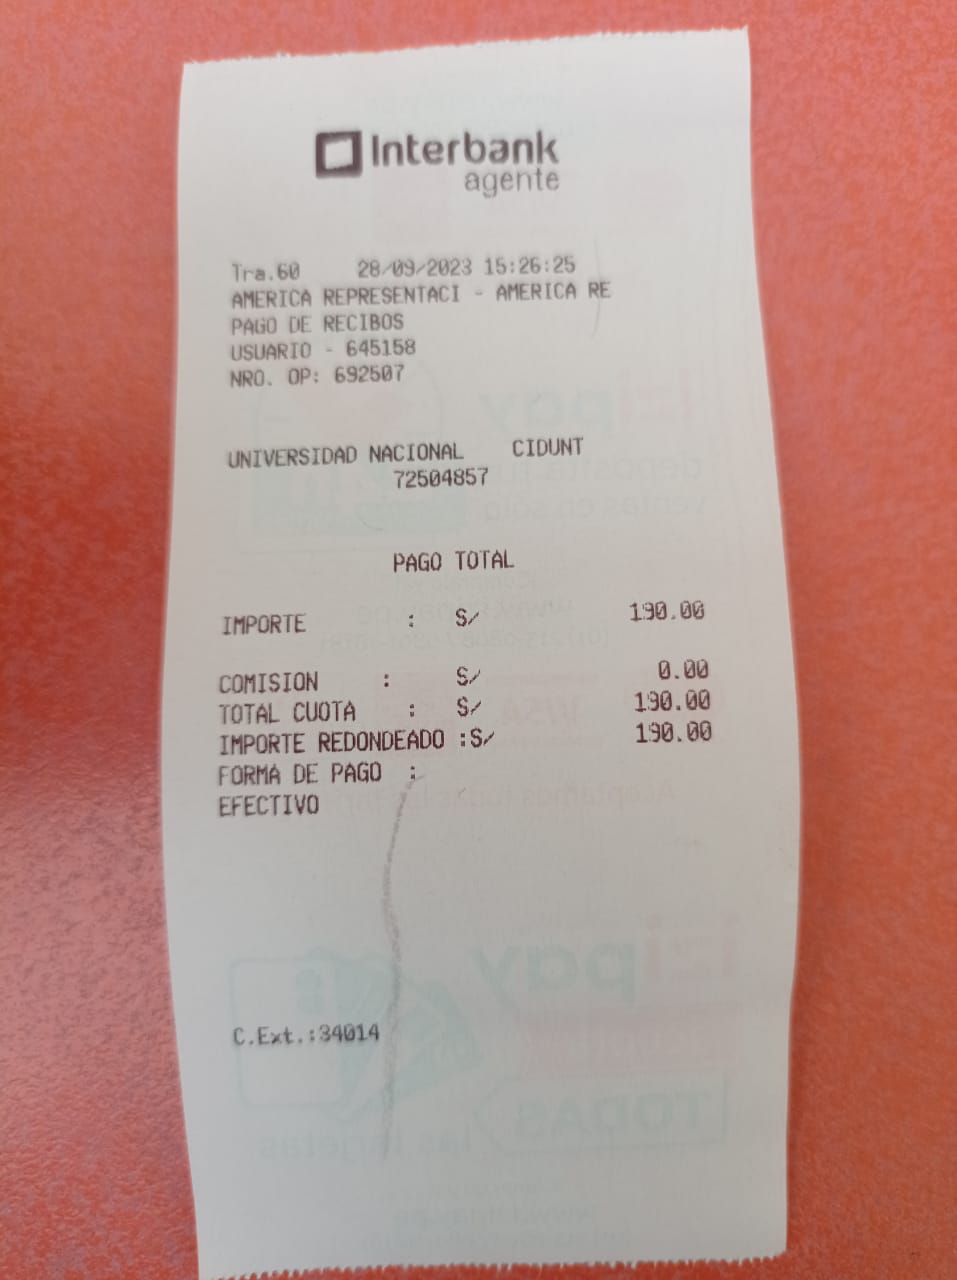 Interbank
agente
Tra.60 28/09/2023 15:26:25
AMERICA REPRESENTACI - AMERICA RE
PAGO DE RECIBOS
USUARIO - 645158
NRO. OP: 692507
UNIVERSIDAD NACIONAL CIDUNT
72504857
PAGO TOTAL
IMPORTE : S/ 190.00
COMISION : S/ 0.00
TOTAL CUOTA : S/ 190.00
IMPORTE REDONDEADO :S/ 190.00
FORMA DE PAGO :
EFECTIVO
C.Ext.:34014